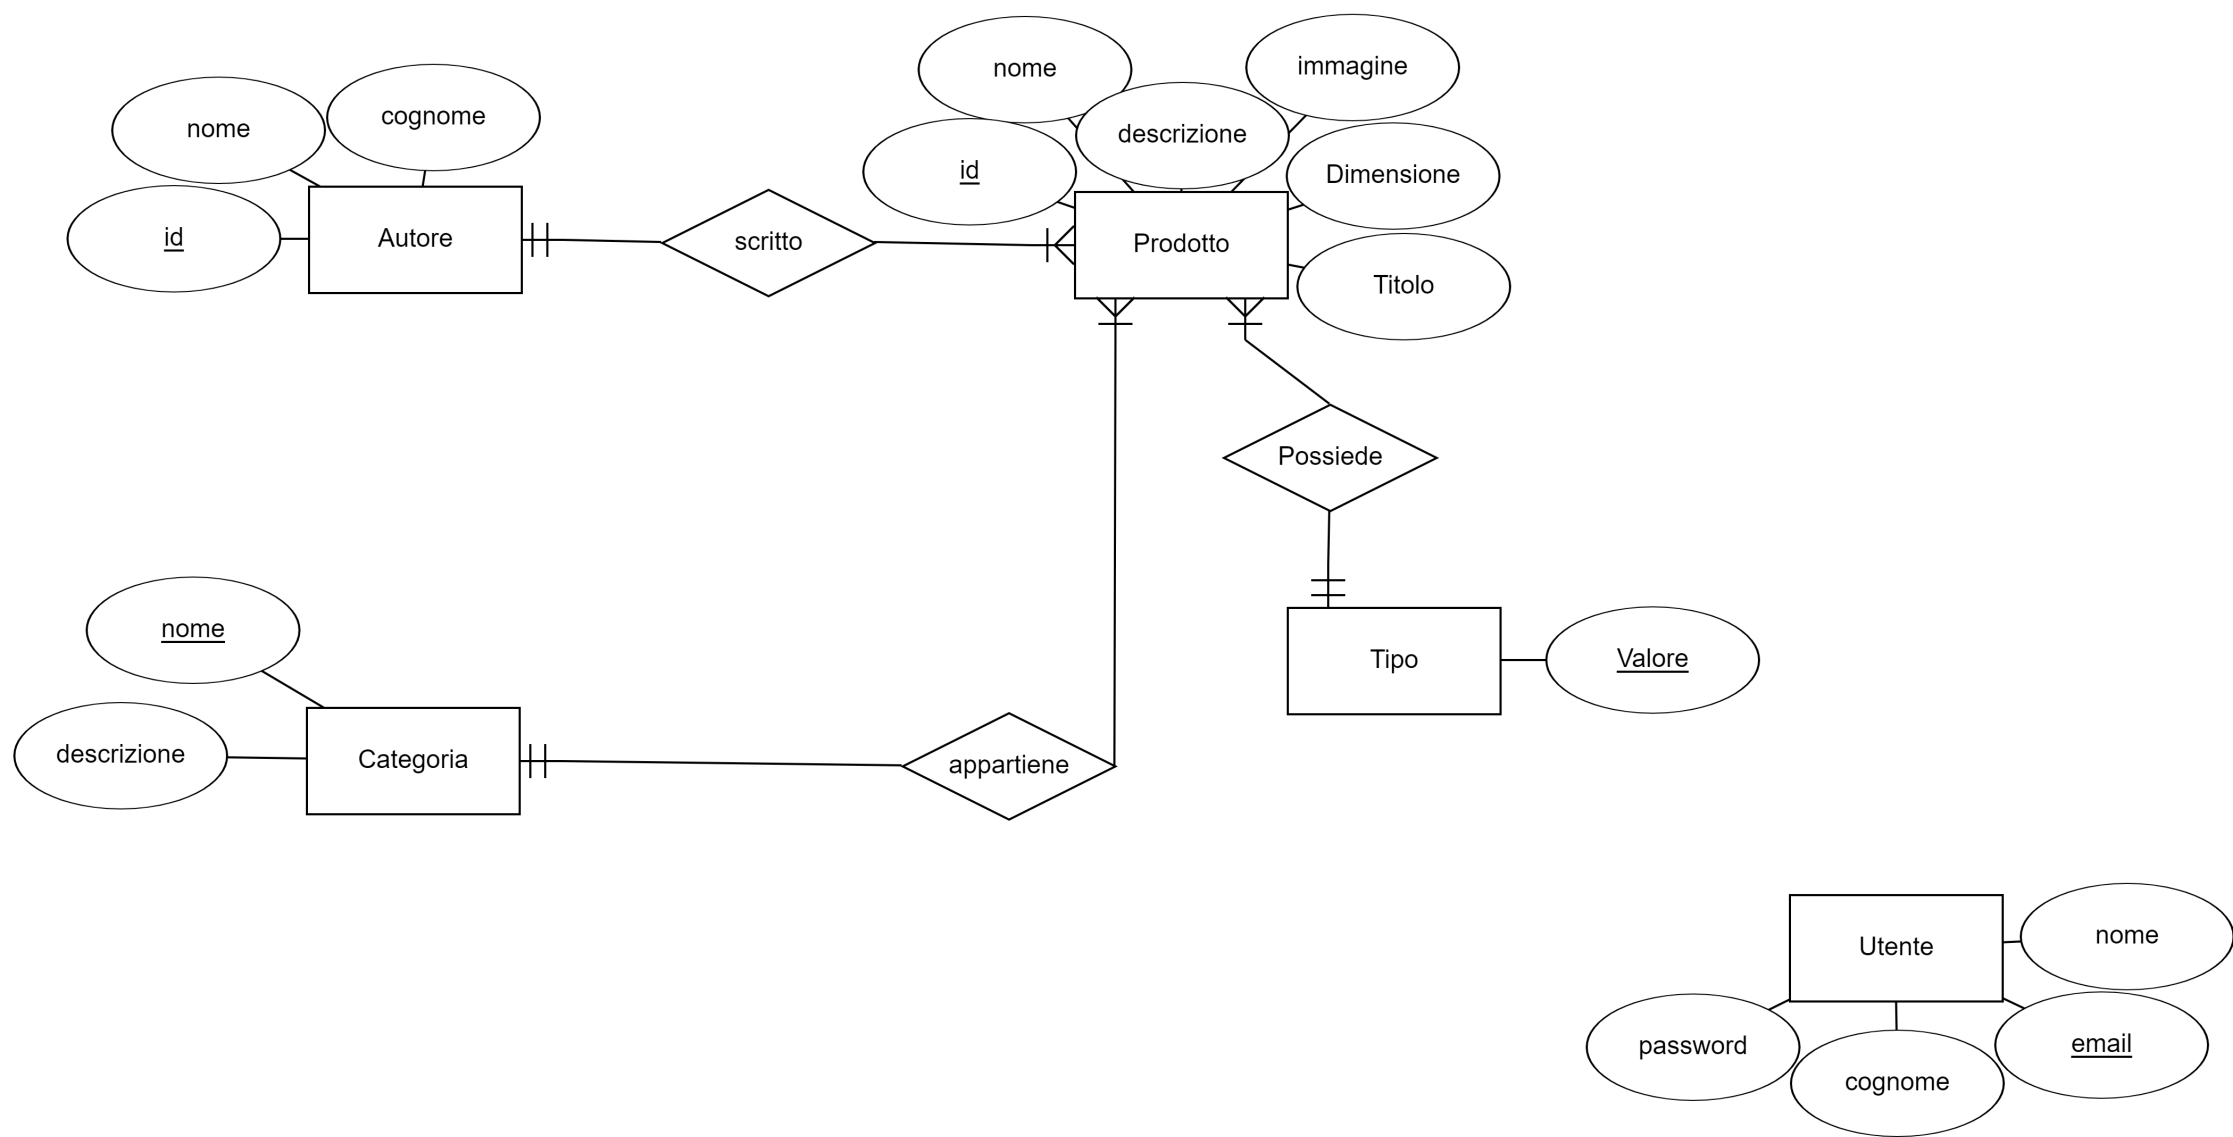 nome
immagine
cognome
nome
descrizione
id
Dimensione
id
Autore
scritto
Prodotto
Titolo
Possiede
nome
Tipo
Valore
descrizione
Categoria
appartiene
Utente
nome
password
email
cognome